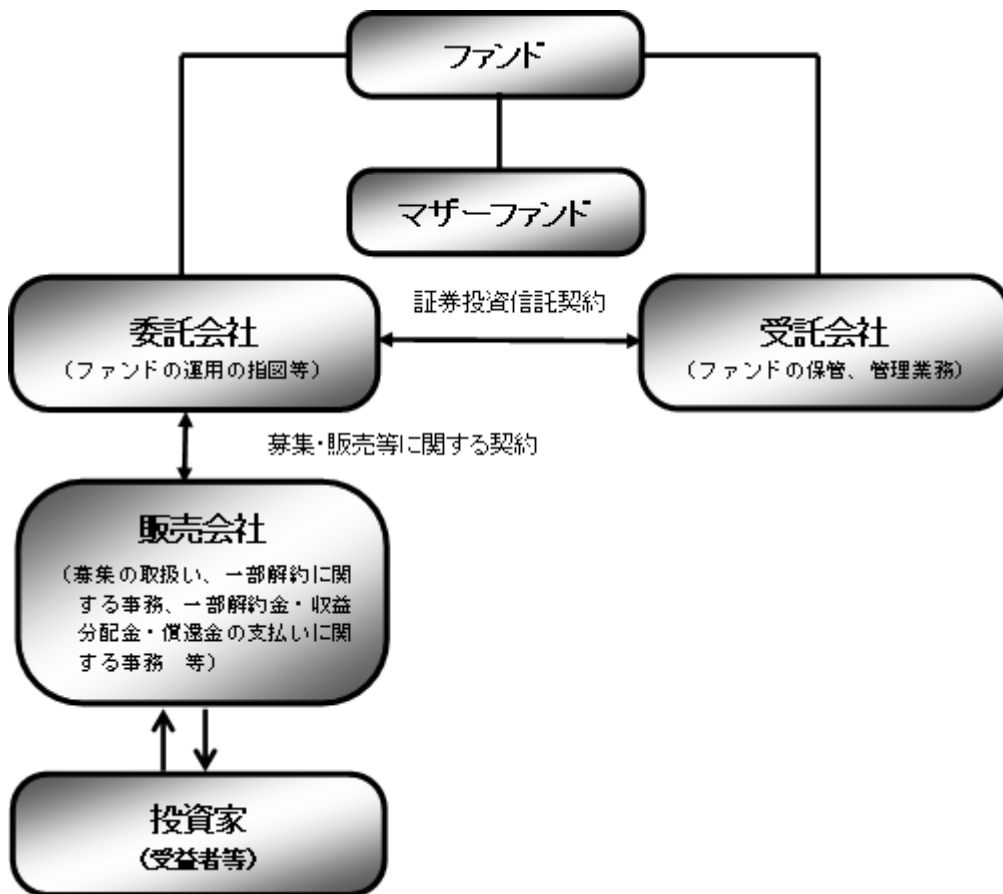 ファンド
マザーファンド
証券投資信託契約
委託会社
(ファンドの運用の指図等)
受託会社
(ファンドの保管、管理業務)
募集・販売等に関する契約
販売会社
(募集の取扱い、一部解約に関
する事務、一部解約金・収益
分配金・償還金の支払いに関
する事務 等)
投資家
(受益者等)